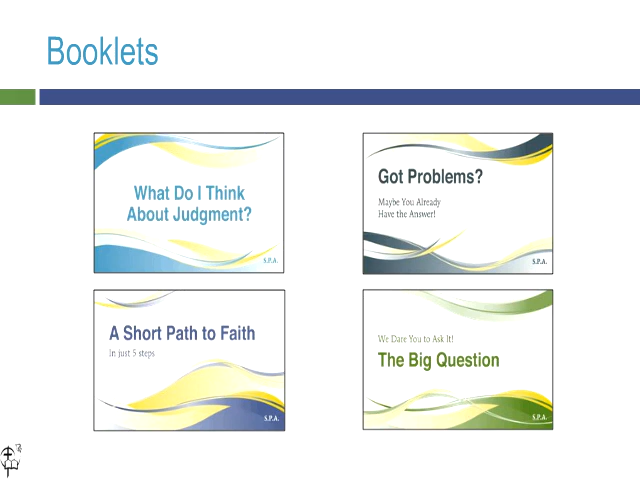 Booklets
What Do I Think
About Judgment?
S.P.A.
Got Problems?
Maybe You Already
Have the Answer!
S.P.A.
A Short Path to Faith
In just 5 steps
S.P.A.
We Dare You to Ask It!
The Big Question
S.P.A.